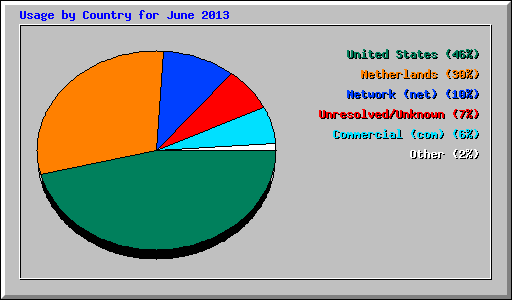 Usage by Country for June 2013
United States (46%)
Netherlands (30%)
Network (net) (10%)
Unresolved/Unknown (7%)
Commercial (com) (6%)
Other (2%)